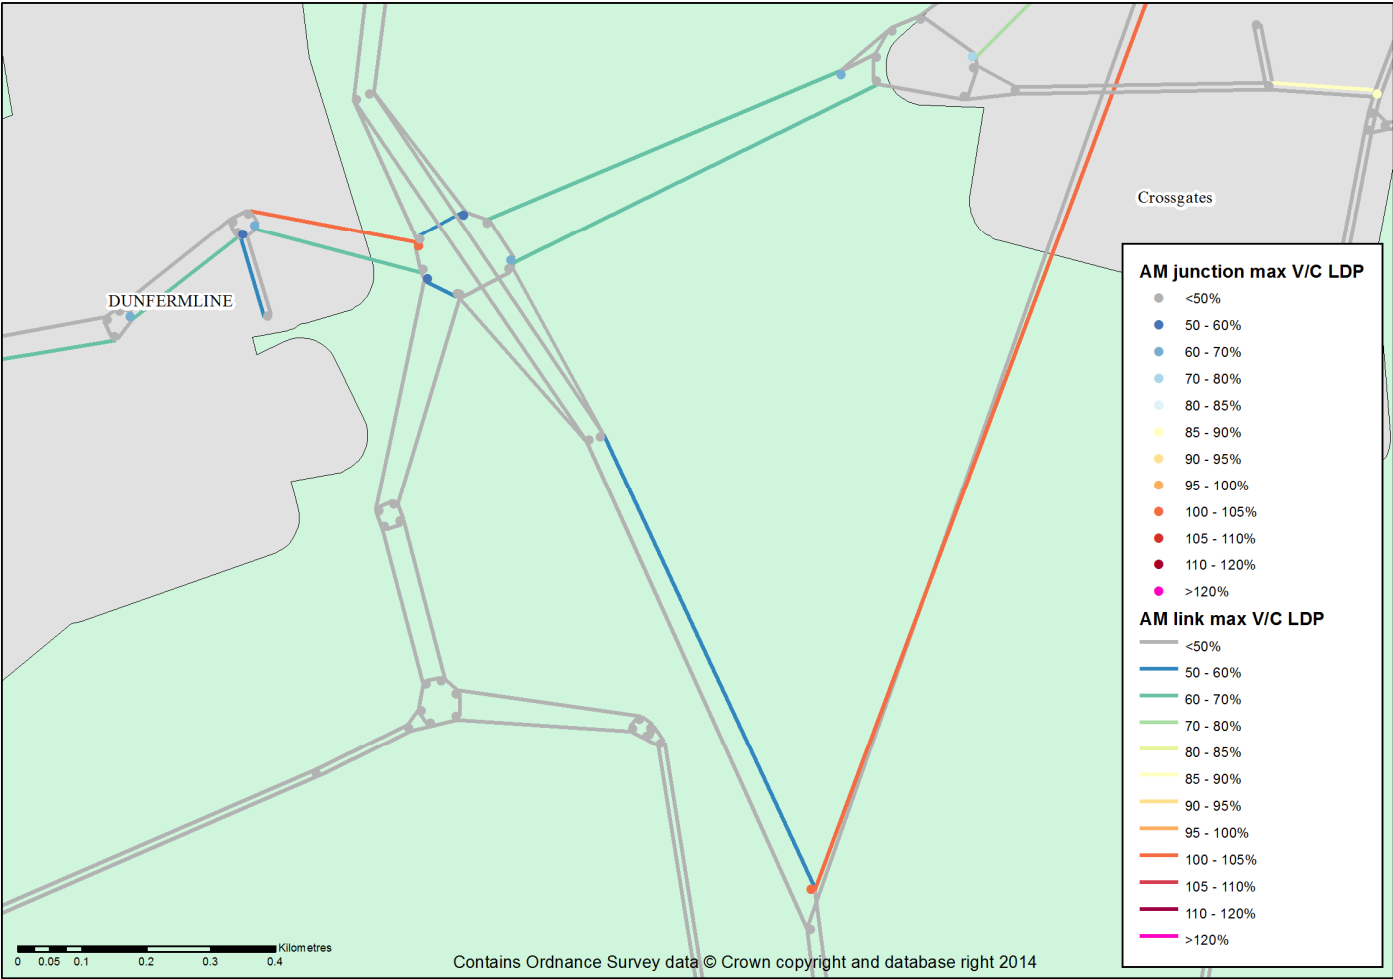 Crossgates
DUNFERMLINE
AM junction max V/C LDP
<50%
50 - 60%
60 - 70%
70 - 80%
80 - 85%
85 - 90%
90 - 95%
95 - 100%
100 - 105%
105 - 110%
110 - 120%
>120%
AM link max V/C LDP
<50%
50 - 60%
60 - 70%
70 - 80%
80 - 85%
85 - 90%
90 - 95%
95 - 100%
100 - 105%
105 - 110%
110 - 120%
>120%
Kilometres
0 0.05 0.1 0.2 0.3 0.4
Contains Ordnance Survey data © Crown copyright and database right 2014